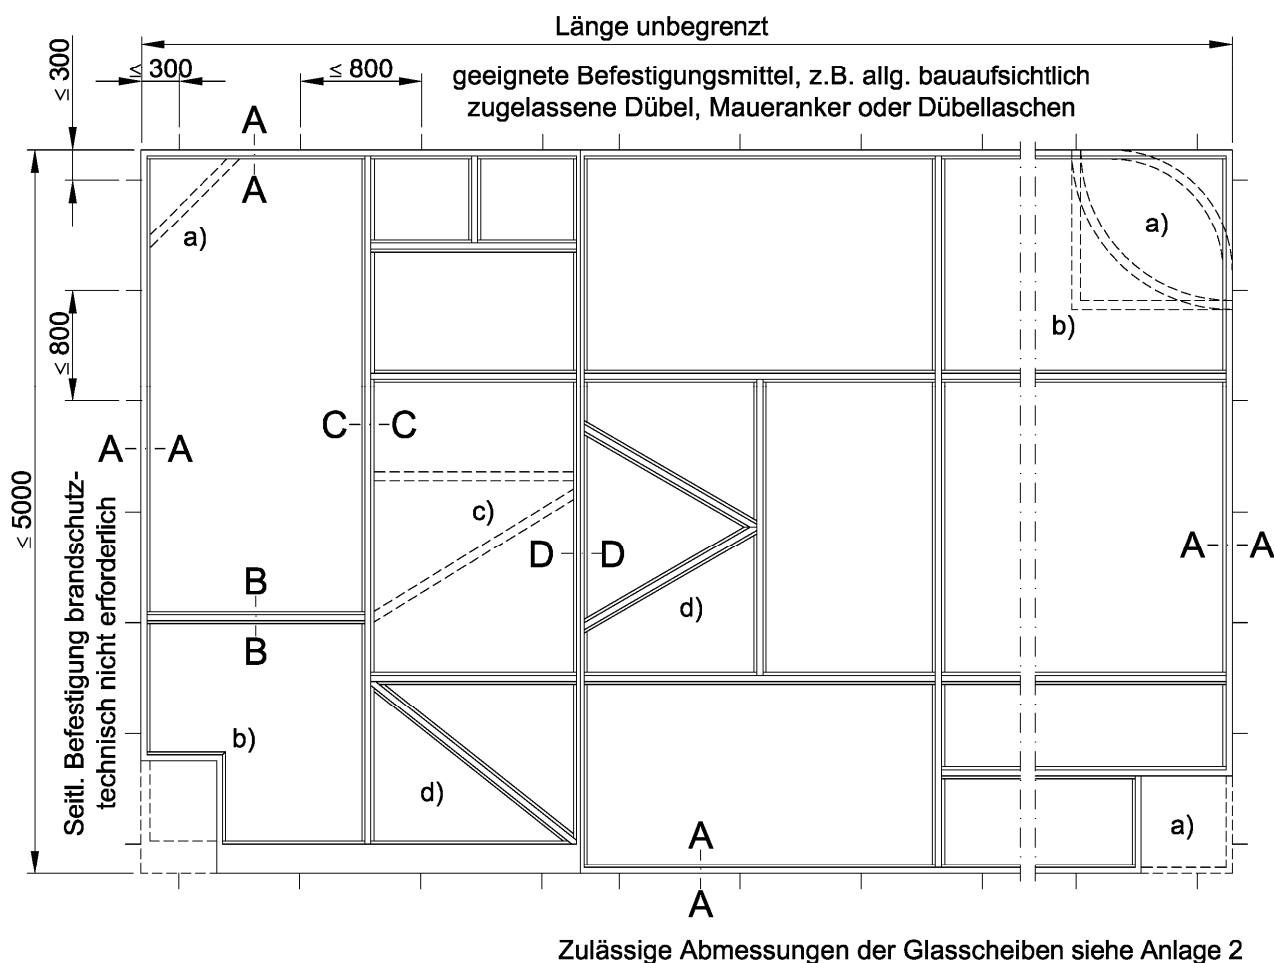 Länge unbegrenzt
≤ 300
≤ 300
≤ 800
geeignete Befestigungsmittel, z.B. allg. bauaufsichtlich
zugelassene Dübel, Maueranker oder Dübellaschen
A
A
a)
a)
b)
≤ 800
C C
A A
≤ 5000
Seitl. Befestigung brandschutz-
technisch nicht erforderlich
c)
D D
A A
B
B
d)
b)
d)
a)
A
A
Zulässige Abmessungen der Glasscheiben siehe Anlage 2